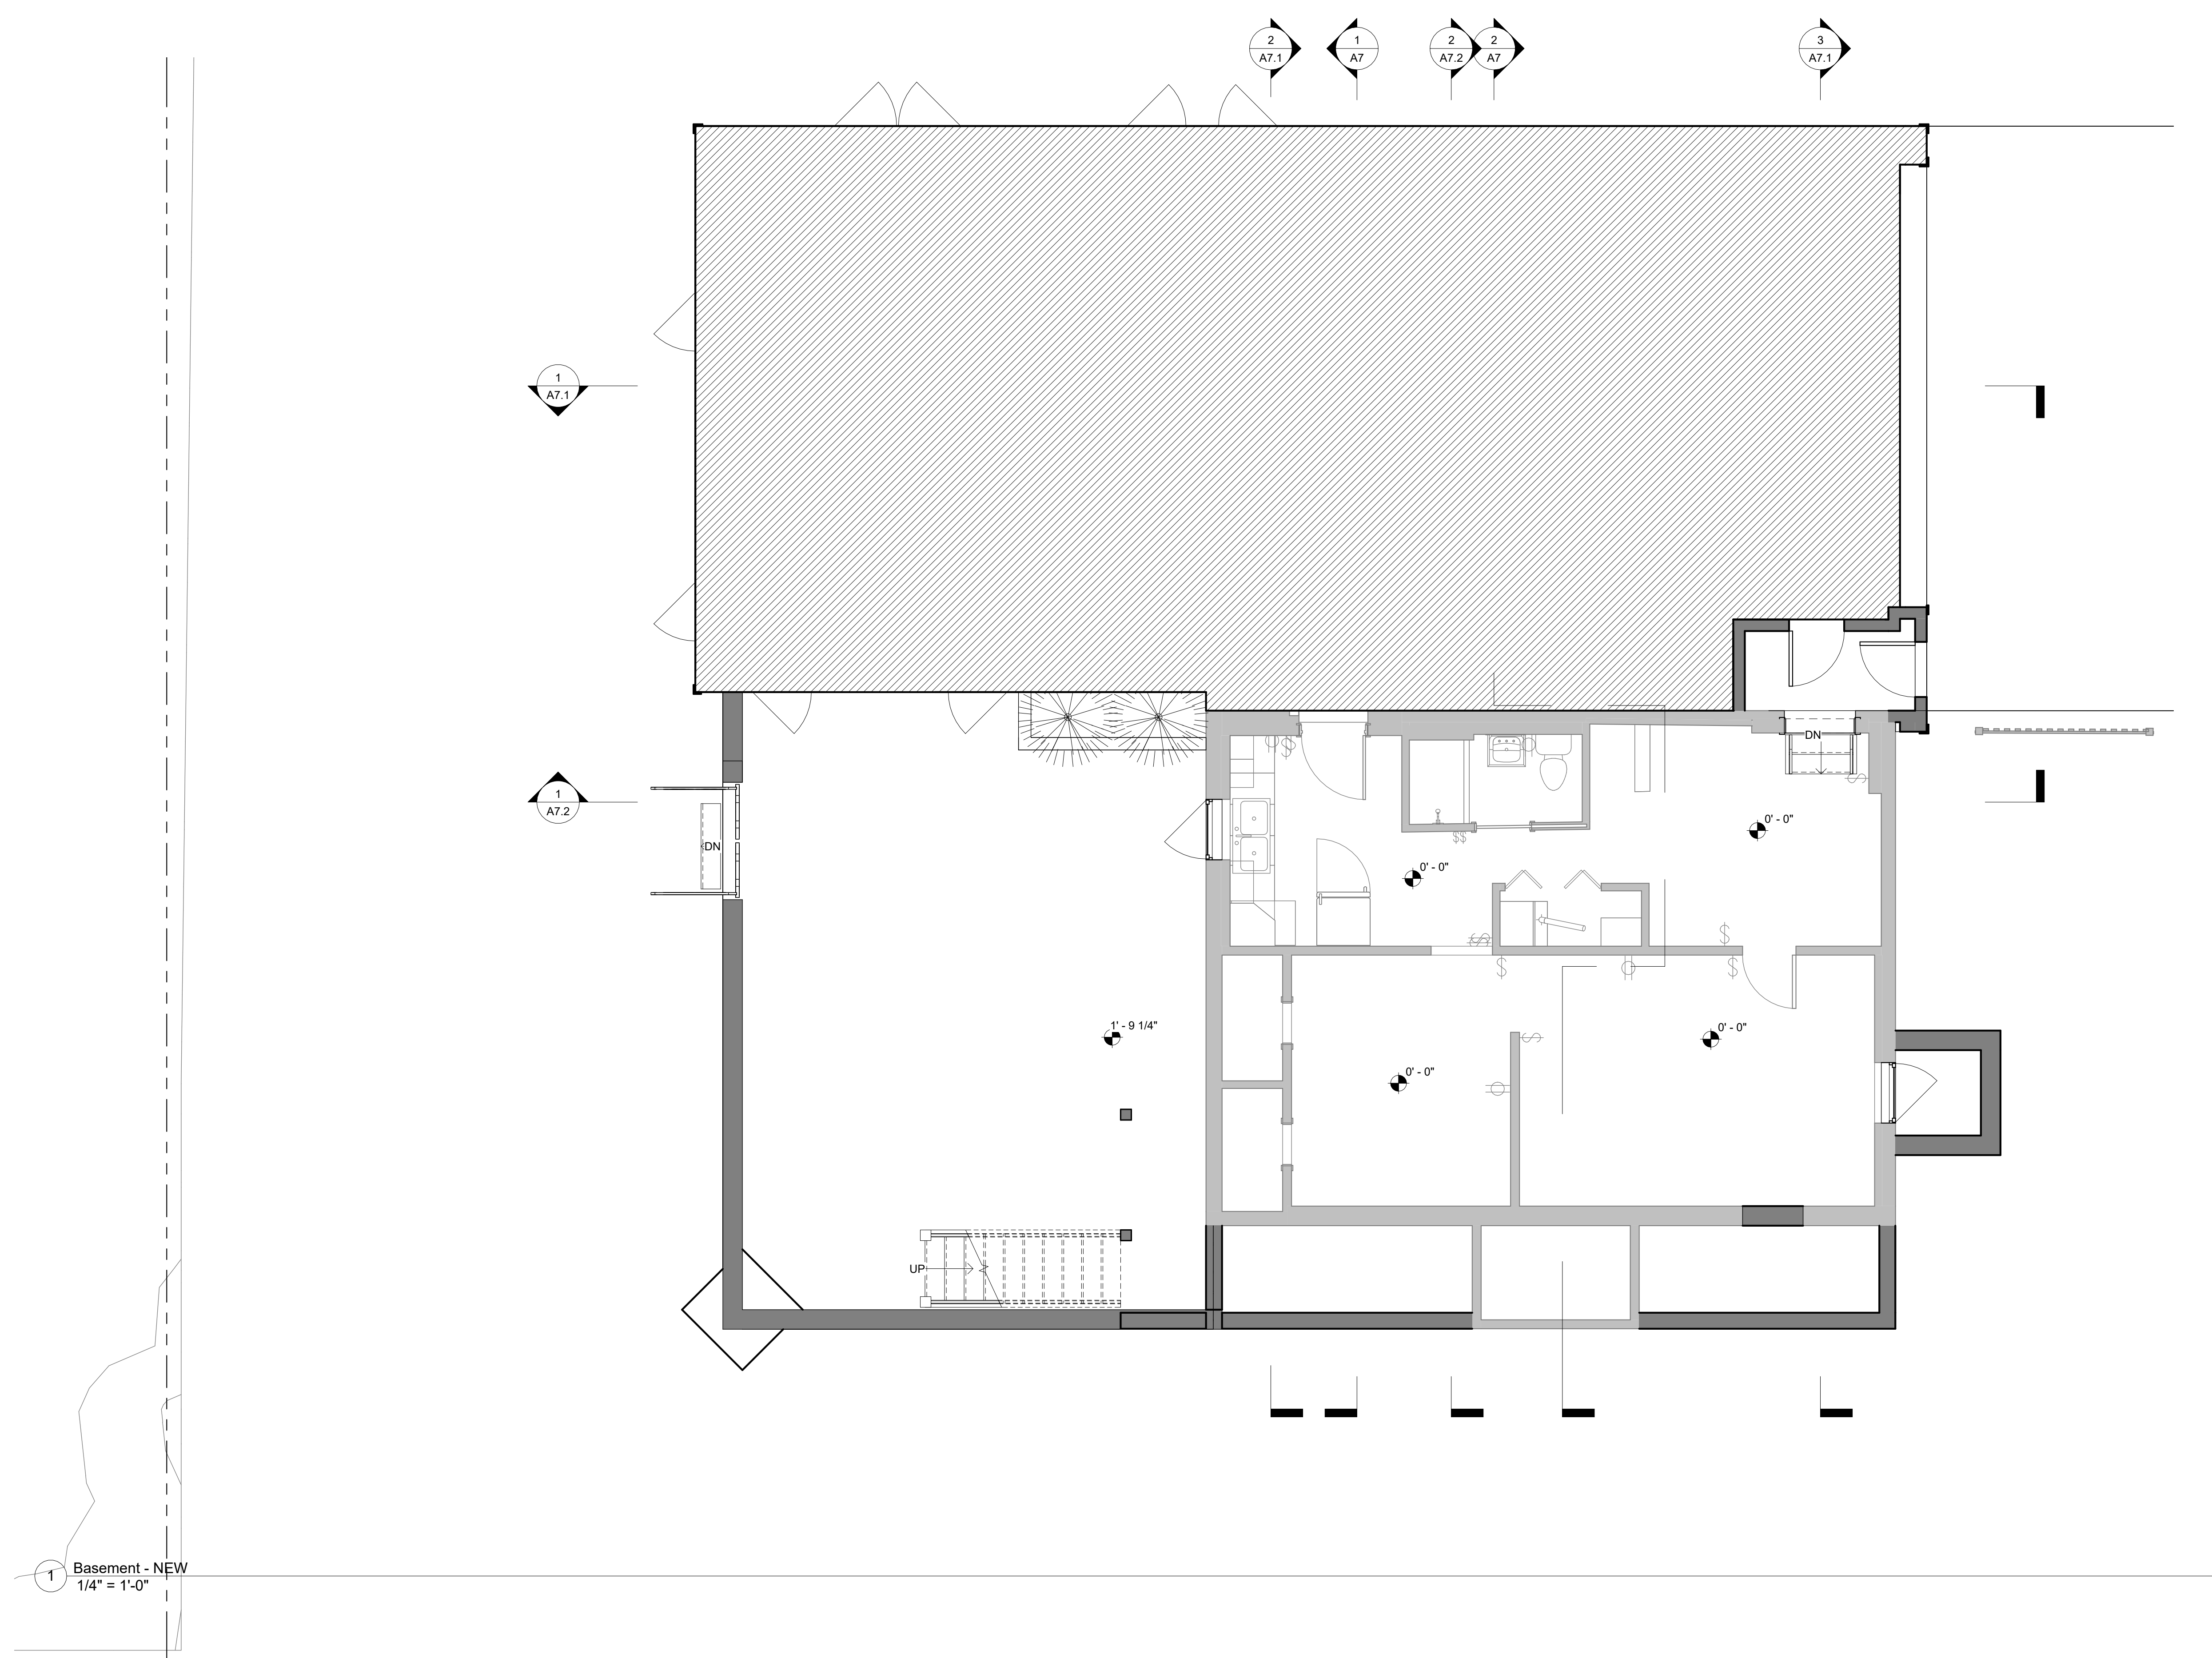 2
A7.1
1
A7
2
A7.2
2
A7
3
A7.1
1
A7.1
DN
1
A7.2
DN
0' - 0"
$$
0' - 0"
$
$
$
$
1' - 9 1/4"
0' - 0"
0' - 0"
UP
1
Basement - NEW
1/4" = 1'-0"